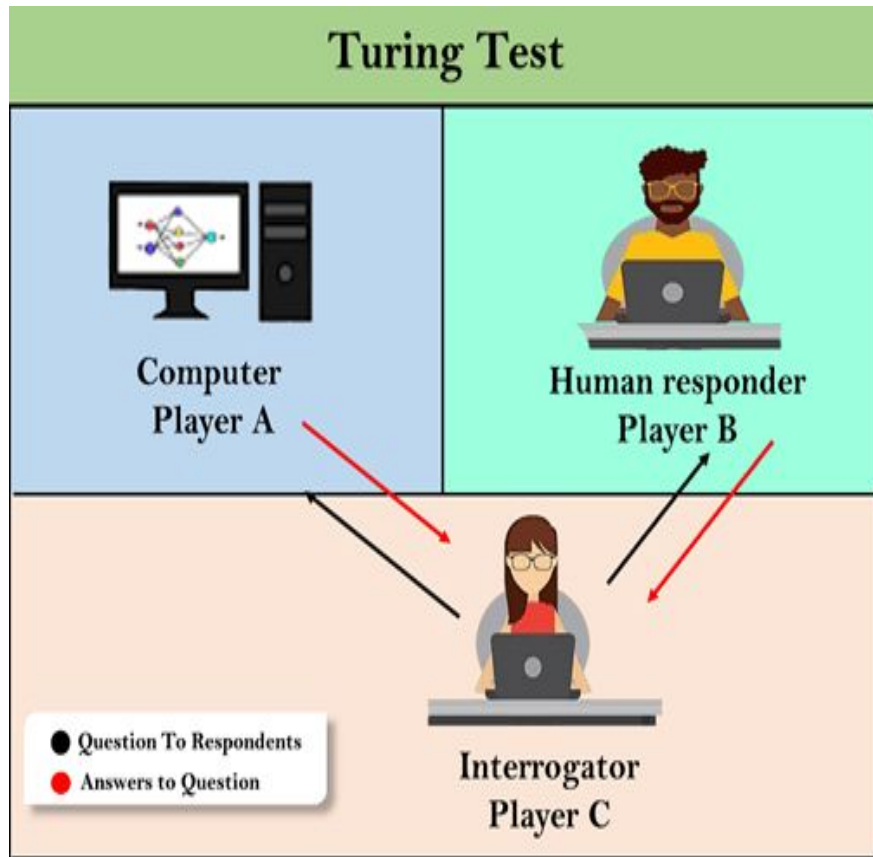 Turing Test
Computer
Player A
Human responder
Player B
Question To Respondents
Answers to Question
Interrogator
Player C